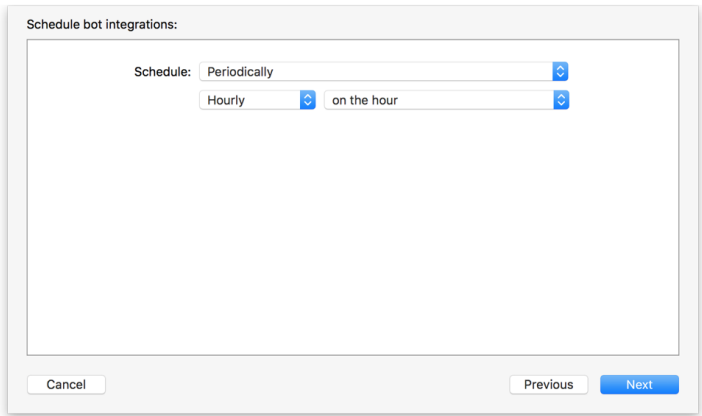 Schedule bot integrations:
Schedule: Periodically
Hourly on the hour
Cancel Previous Next